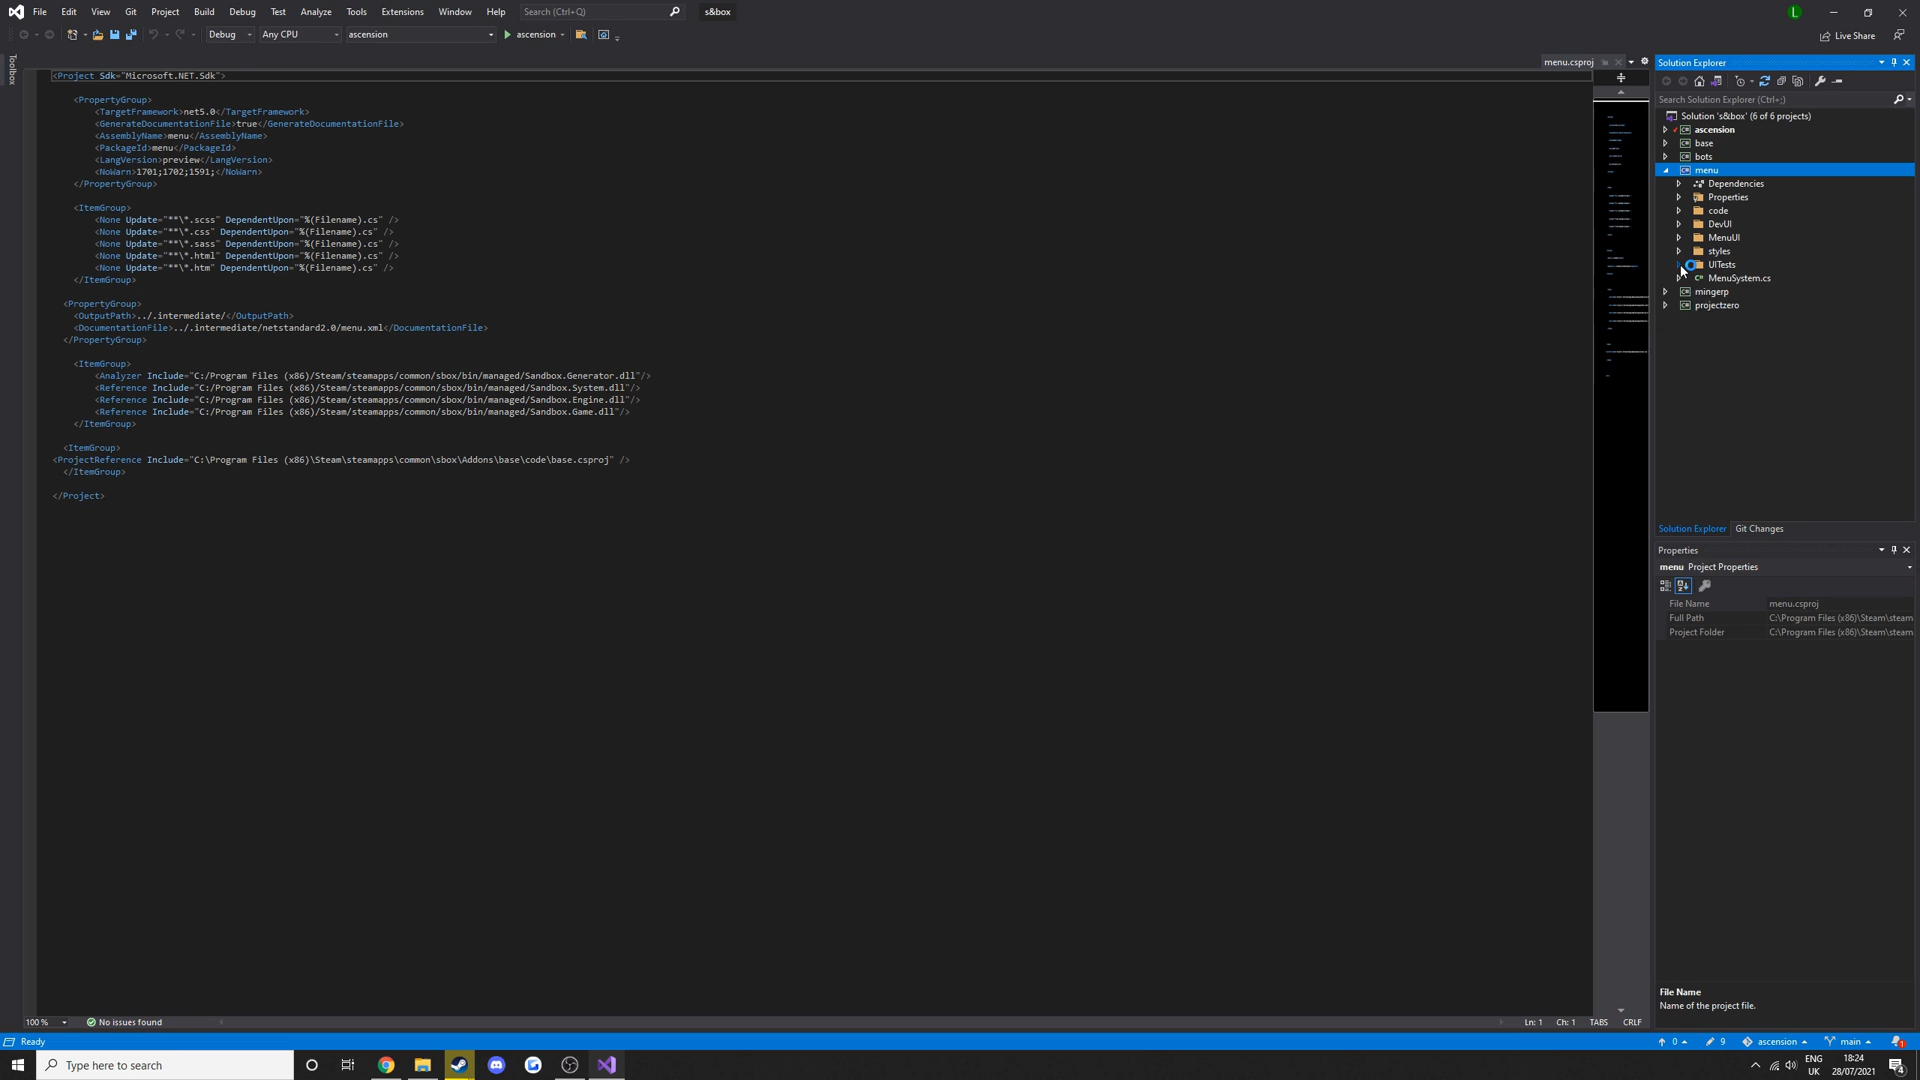 File Edit View Git Project Build Debug Test Analyze Tools Extensions Window Help Search (Ctrl+Q) s&box L
Debug Any CPU ascension ascension Live Share
Toolbox
menu.csproj
<Project Sdk="Microsoft.NET.Sdk">
<PropertyGroup>
<TargetFramework>net5.0</TargetFramework>
<GenerateDocumentationFile>true</GenerateDocumentationFile>
<AssemblyName>menu</AssemblyName>
<PackageId>menu</PackageId>
<LangVersion>preview</LangVersion>
<NoWarn>1701;1702;1591;</NoWarn>
</PropertyGroup>
<ItemGroup>
<None Update="**\*.scss" DependentUpon="%(Filename).cs" />
<None Update="**\*.css" DependentUpon="%(Filename).cs" />
<None Update="**\*.sass" DependentUpon="%(Filename).cs" />
<None Update="**\*.html" DependentUpon="%(Filename).cs" />
<None Update="**\*.htm" DependentUpon="%(Filename).cs" />
</ItemGroup>
<PropertyGroup>
<OutputPath>../.intermediate/</OutputPath>
<DocumentationFile>../.intermediate/netstandard2.0/menu.xml</DocumentationFile>
</PropertyGroup>
<ItemGroup>
<Analyzer Include="C:/Program Files (x86)/Steam/steamapps/common/sbox/bin/managed/Sandbox.Generator.dll"/>
<Reference Include="C:/Program Files (x86)/Steam/steamapps/common/sbox/bin/managed/Sandbox.System.dll"/>
<Reference Include="C:/Program Files (x86)/Steam/steamapps/common/sbox/bin/managed/Sandbox.Engine.dll"/>
<Reference Include="C:/Program Files (x86)/Steam/steamapps/common/sbox/bin/managed/Sandbox.Game.dll"/>
</ItemGroup>
<ItemGroup>
<ProjectReference Include="C:\Program Files (x86)\Steam\steamapps\common\sbox\Addons\base\code\base.csproj" />
</ItemGroup>
</Project>
Solution Explorer
Search Solution Explorer (Ctrl+;)
Solution 's&box' (6 of 6 projects)
ascension
base
bots
menu
Dependencies
Properties
code
DevUI
MenuUI
styles
UITests
MenuSystem.cs
mingerp
projectzero
Solution Explorer Git Changes
Properties
menu Project Properties
File Name menu.csproj
Full Path C:\Program Files (x86)\Steam\steam
Project Folder C:\Program Files (x86)\Steam\steam
File Name
Name of the project file.
100 % No issues found Ln: 1 Ch: 1 TABS CRLF
Ready 0 9 ascension main 1
Type here to search ENG UK 18:24 28/07/2021 4